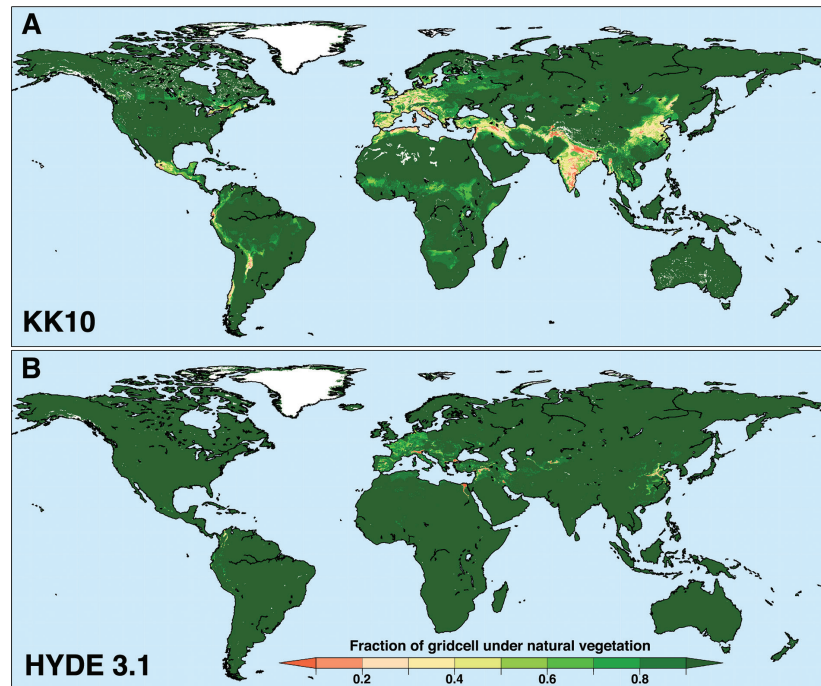 A
KK10
B
HYDE 3.1
Fraction of gridcell under natural vegetation
0.2 0.4 0.6 0.8